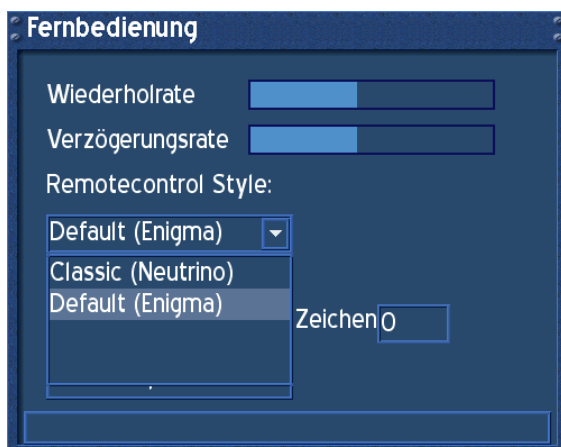 Fernbedienung
Wiederholrate
Verzögerungsrate
Remotecontrol Style:
Default (Enigma)
Classic (Neutrino)
Default (Enigma)
Zeichen 0